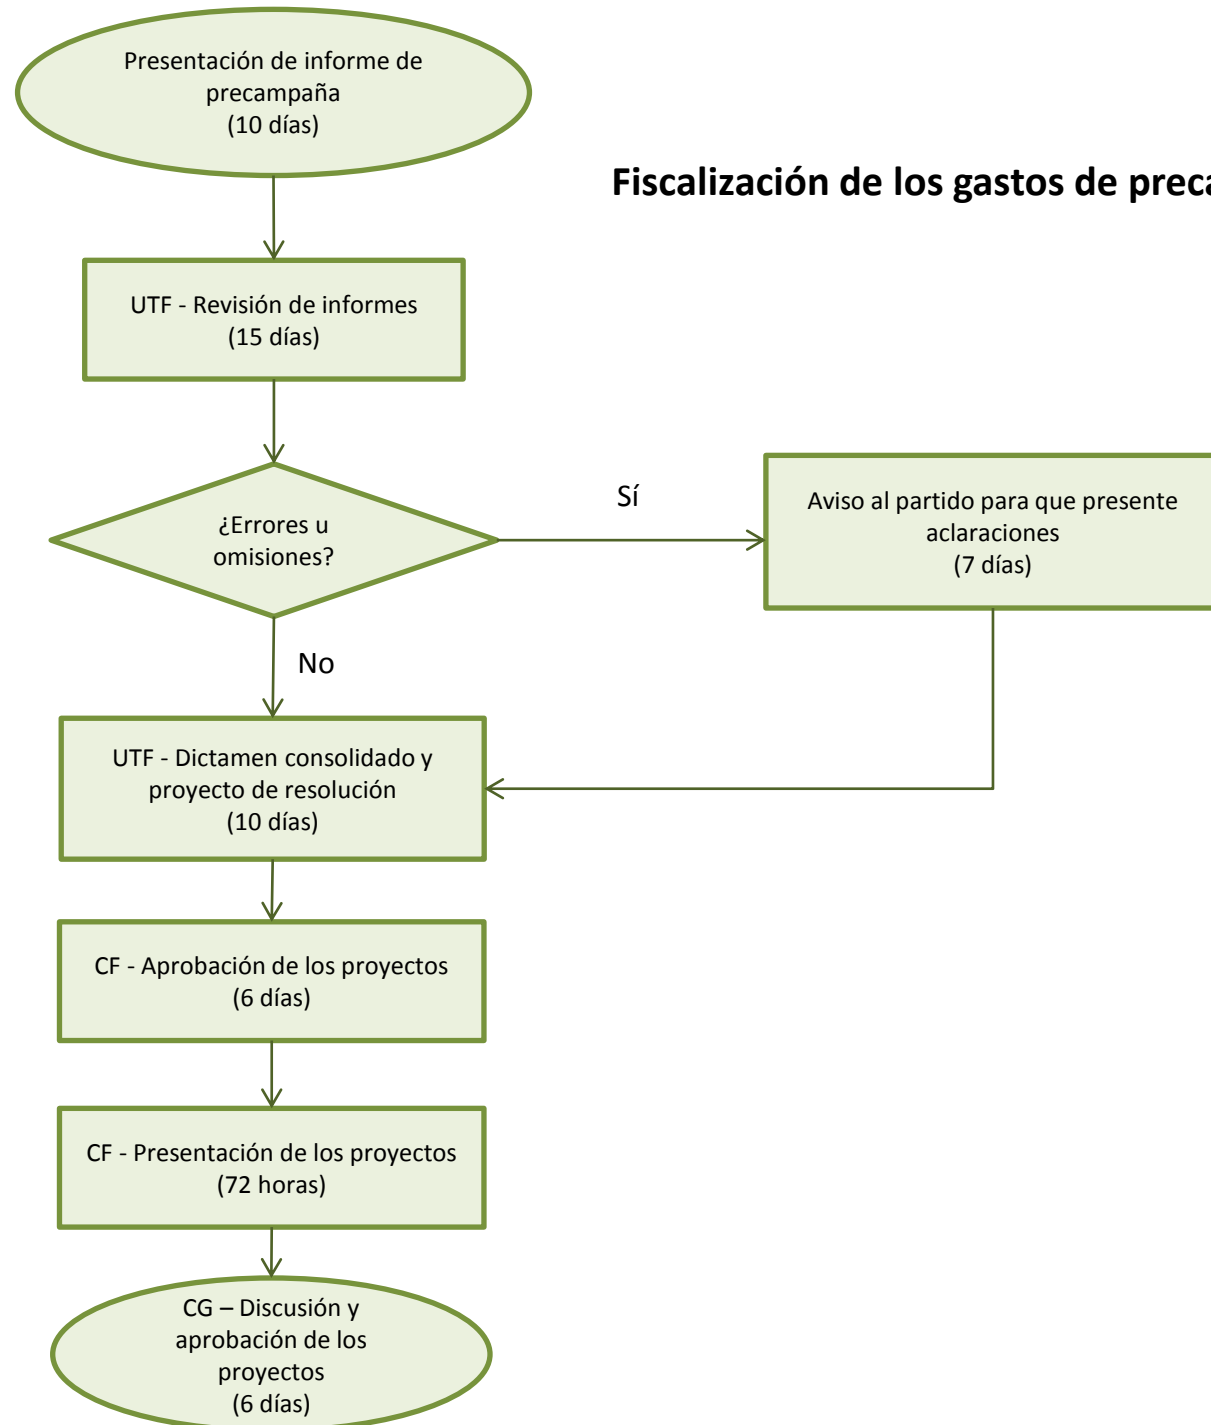 Presentación de informe de
precampaña
(10 días)
Fiscalización de los gastos de
UTF - Revisión de informes
(15 días)
¿Errores u
omisiones?
Sí
Aviso al partido para que presente
aclaraciones
(7 días)
No
UTF - Dictamen consolidado y
proyecto de resolución
(10 días)
CF - Aprobación de los proyectos
(6 días)
CF - Presentación de los proyectos
(72 horas)
CG – Discusión y
aprobación de los
proyectos
(6 días)